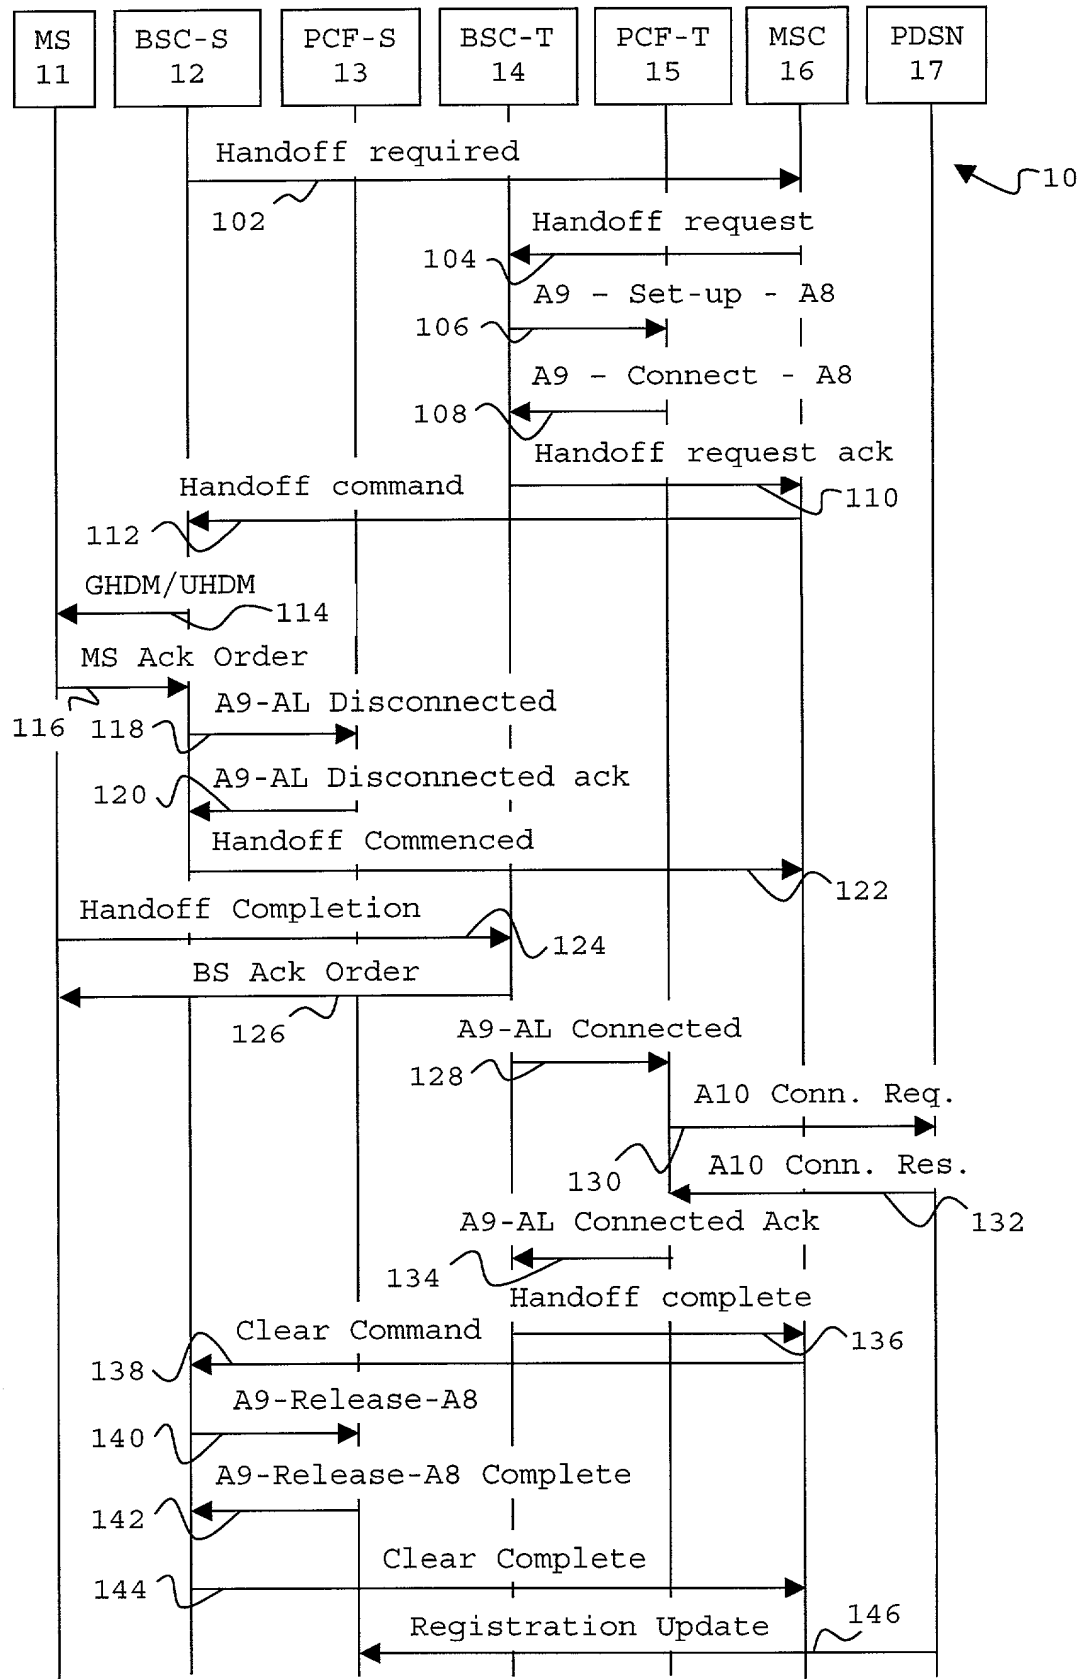 MS BSC-S PCF-S BSC-T PCF-T MSC PDSN
11 12 13 14 15 16 17
Handoff required
10
102
Handoff request
104
A9 – Set-up - A8
106
A9 – Connect - A8
108
Handoff request ack
Handoff command
110
112
GHDM/UHDM
114
MS Ack Order
A9-AL Disconnected
116 118
A9-AL Disconnected ack
120
Handoff Commenced
122
Handoff Completion
124
BS Ack Order
126
A9-AL Connected
128
A10 Conn. Req.
A10 Conn. Res.
130
A9-AL Connected Ack
132
134
Handoff complete
Clear Command
136
138
A9-Release-A8
140
A9-Release-A8 Complete
142
Clear Complete
144
146
Registration Update